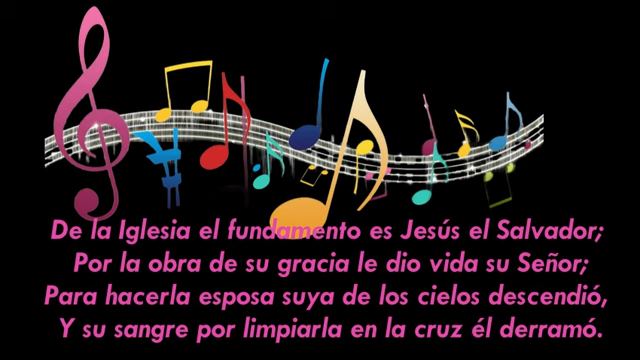 De la Iglesia el fundamento es Jesús el Salvador;
Por la obra de su gracia le dio vida su Señor;
Para hacerla esposa suya de los cielos descendió,
Y su sangre por limpiarla en la cruz él derramó.